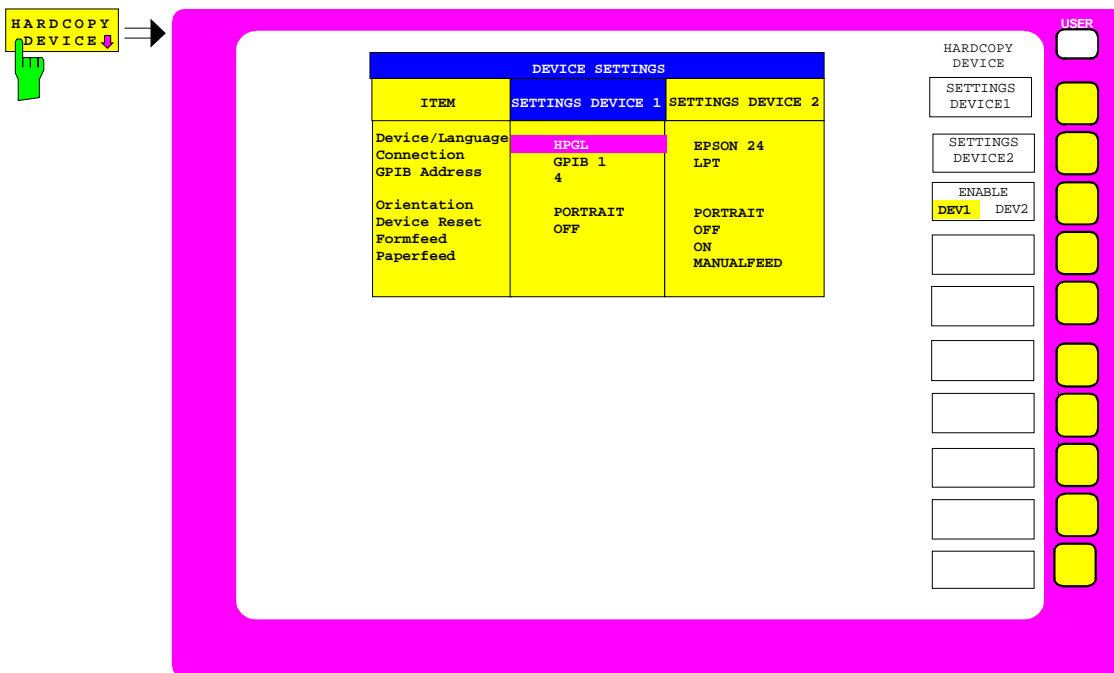 HARDCOPY
DEVICE
USER
HARDCOPY
DEVICE
DEVICE SETTINGS
ITEM SETTINGS DEVICE 1 SETTINGS DEVICE 2
Device/Language HPGL EPSON 24
Connection GPIB 1 LPT
GPIB Address 4
Orientation PORTRAIT PORTRAIT
Device Reset OFF OFF
Formfeed ON
Paperfeed MANUALFEED
SETTINGS
DEVICE1
SETTINGS
DEVICE2
ENABLE
DEV1 DEV2